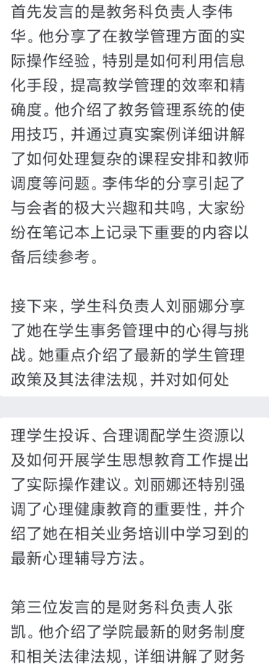 首先发言的是教务科负责人李伟
华。他分享了在教学管理方面的实
际操作经验，特别是如何利用信息
化手段，提高教学管理的效率和精
确度。他介绍了教务管理系统的使
用技巧，并通过真实案例详细讲解
了如何处理复杂的课程安排和教师
调度等问题。李伟华的分享引起了
与会者的极大兴趣和共鸣，大家纷
纷在笔记本上记录下重要的内容以
备后续参考。
接下来，学生科负责人刘丽娜分享
了她在学生事务管理中的心得与挑
战。她重点介绍了最新的学生管理
政策及其法律法规，并对如何处
理学生投诉、合理调配学生资源以
及如何开展学生思想教育工作提出
了实际操作建议。刘丽娜还特别强
调了心理健康教育的重要性，并介
绍了她在相关业务培训中学习到的
最新心理辅导方法。
第三位发言的是财务科负责人张
凯。他介绍了学院最新的财务制度
和相关法律法规，详细讲解了财务